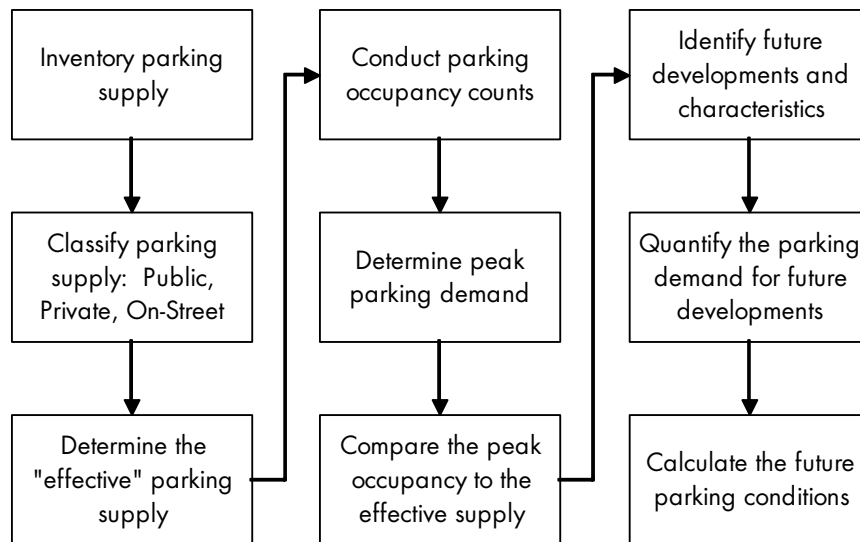 Inventory parking
supply
Classify parking
supply:  Public,
Private, On-Street
Determine the
"effective" parking
supply
Conduct parking
occupancy counts
Determine peak
parking demand
Compare the peak
occupancy to the
effective supply
Identify future
developments and
characteristics
Quantify the parking
demand for future
developments
Calculate the future
parking conditions